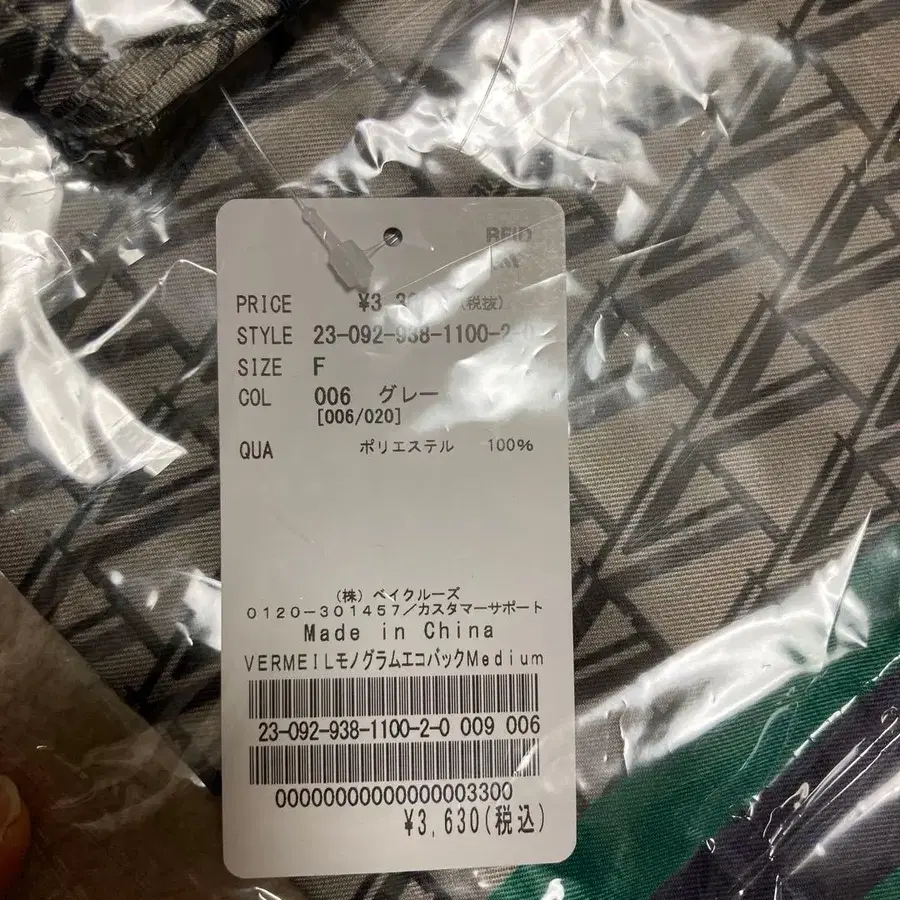 RFID
PRICE ¥3,300 (税抜)
STYLE 23-092-938-1100-2-0
SIZE F
COL 006 グレー
[006/020]
QUA ポリエステル 100%
(株) ベイクルーズ
0120-301457/カスタマーサポート
Made in China
VERMEILモノグラムエコバックMedium
23-092-938-1100-2-0 009 006
00000000000000003300
¥3,630(税込)